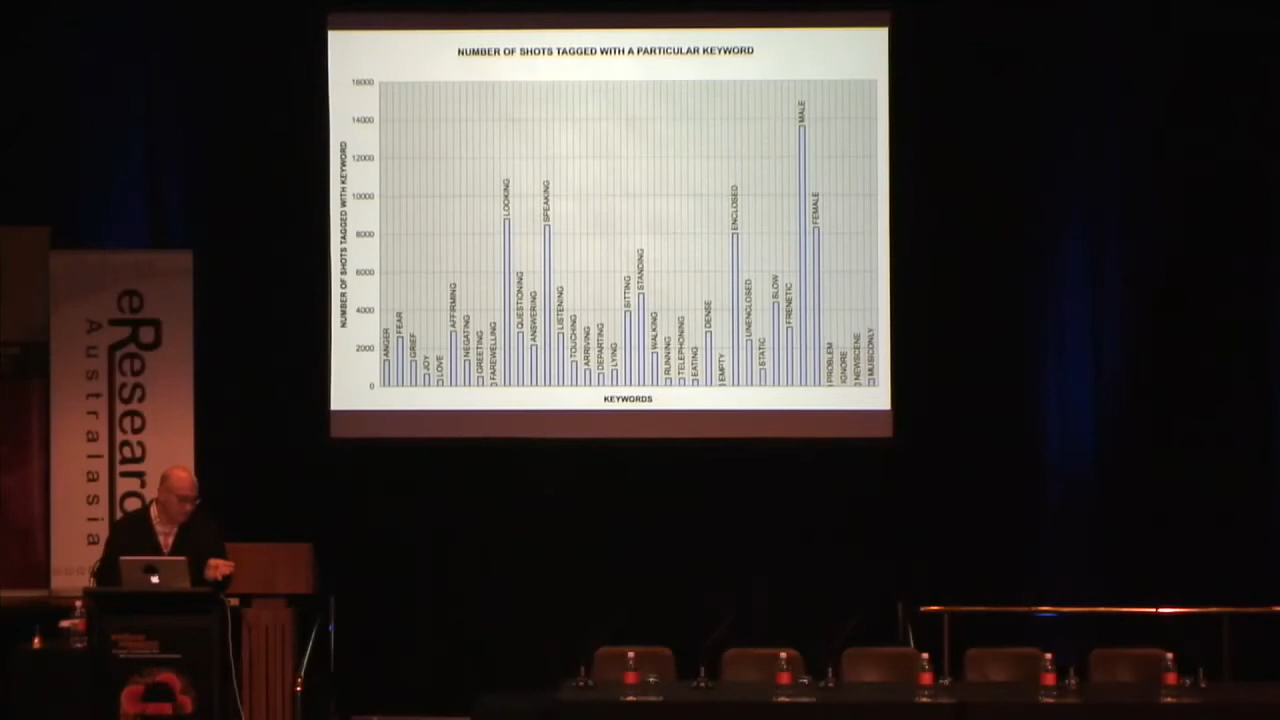 NUMBER OF SHOTS TAGGED WITH A PARTICULAR KEYWORD
NUMBER OF SHOTS TAGGED WITH KEYWORD
16000
14000
12000
10000
8000
6000
4000
2000
0
ANGER
FEAR
GRIEF
JOY
LOVE
AFFIRMING
NEGATING
GREETING
FAREWELLING
LOOKING
QUESTIONING
ANSWERING
SPEAKING
LISTENING
TOUCHING
ARRIVING
DEPARTING
LYING
SITTING
STANDING
WALKING
RUNNING
TELEPHONING
EATING
DENSE
EMPTY
ENCLOSED
UNENCLOSED
STATIC
SLOW
FRENETIC
MALE
FEMALE
PROBLEM
IGNORE
NEWSCENE
MUSICONLY
KEYWORDS
eResearc
Australasia